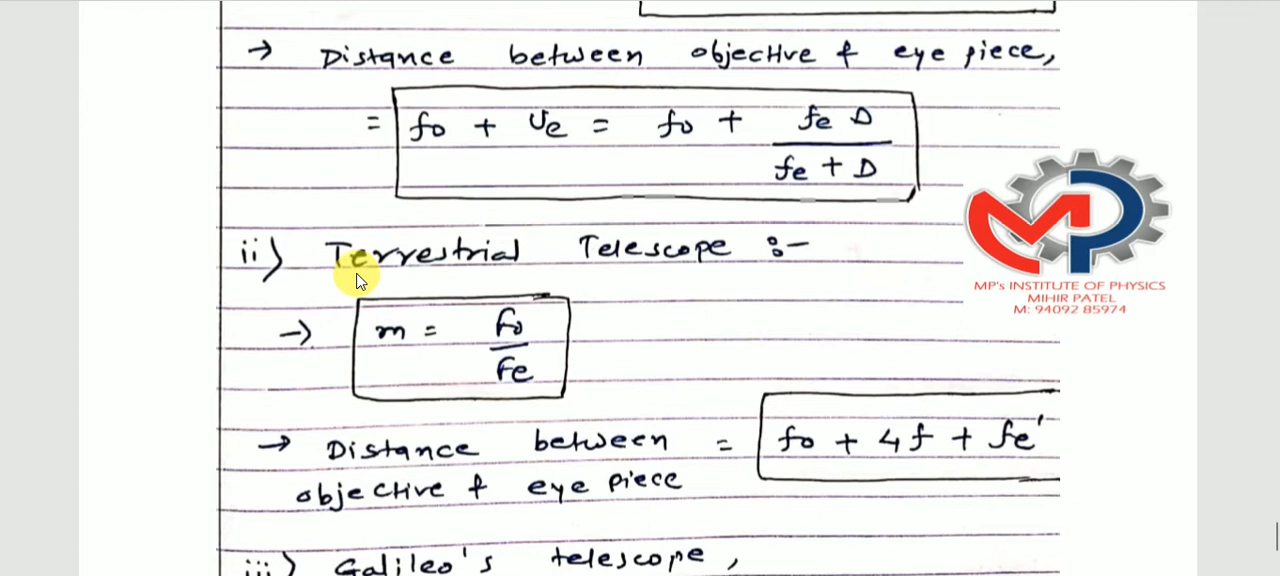 → Distance between objective & eye piece,
= fo + Ue = fo + fe D / fe + D
ii) Terrestrial Telescope :-
MP
MP's INSTITUTE OF PHYSICS
MIHIR PATEL
M: 94092 85974
→ m = fo / fe
→ Distance between = fo + 4f + fe'
objective & eye piece
iii) Galileo's telescope,